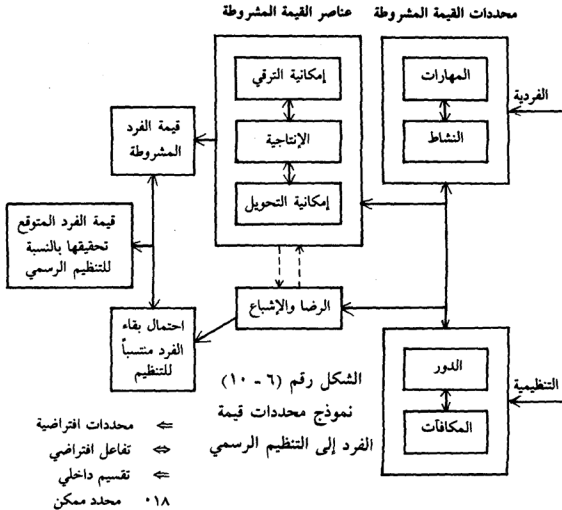 محددات القيمة المشروطة
عناصر القيمة المشروطة
الفردية
المهارات
النشاط
إمكانية الترقي
الإنتاجية
إمكانية التحويل
قيمة الفرد
المشروطة
قيمة الفرد المتوقع
تحقيقها بالنسبة
للتنظيم الرسمي
الرضا والإشباع
احتمال بقاء
الفرد منتسباً
للتنظيم
التنظيمية
الدور
المكافآت
الشكل رقم (٦ - ١٠)
نموذج محددات قيمة
الفرد إلى التنظيم الرسمي
⇐ محددات افتراضية
⇔ تفاعل افتراضي
⇐ تقسيم داخلي
٠١٨ محدد ممكن